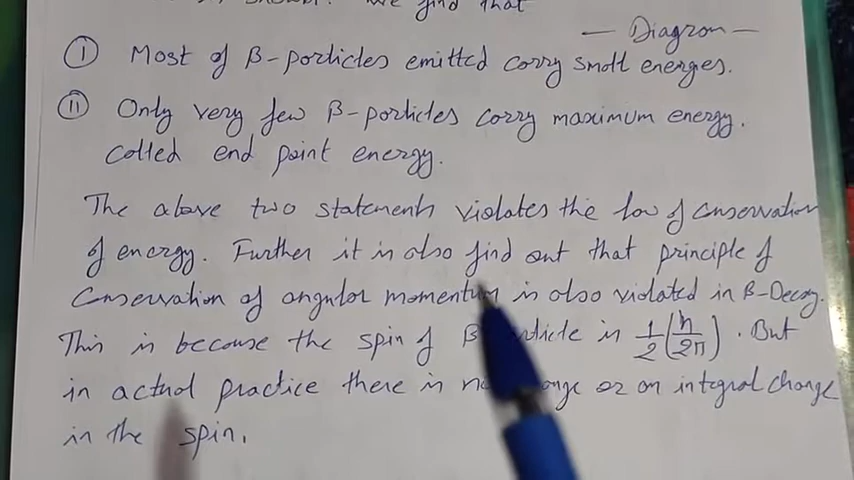 We find that
— Diagram —
(I) Most of β-particles emitted carry small energies.
(II) Only very few β-particles carry maximum energy.
called end point energy.
The above two statements violates the law of conservation
of energy. Further it is also find out that principle of
Conservation of angular momentum is also violated in β-Decay.
This is because the spin of β particle is 1/2 (h/2π). But
in actual practice there is no change or an integral change
in the spin.